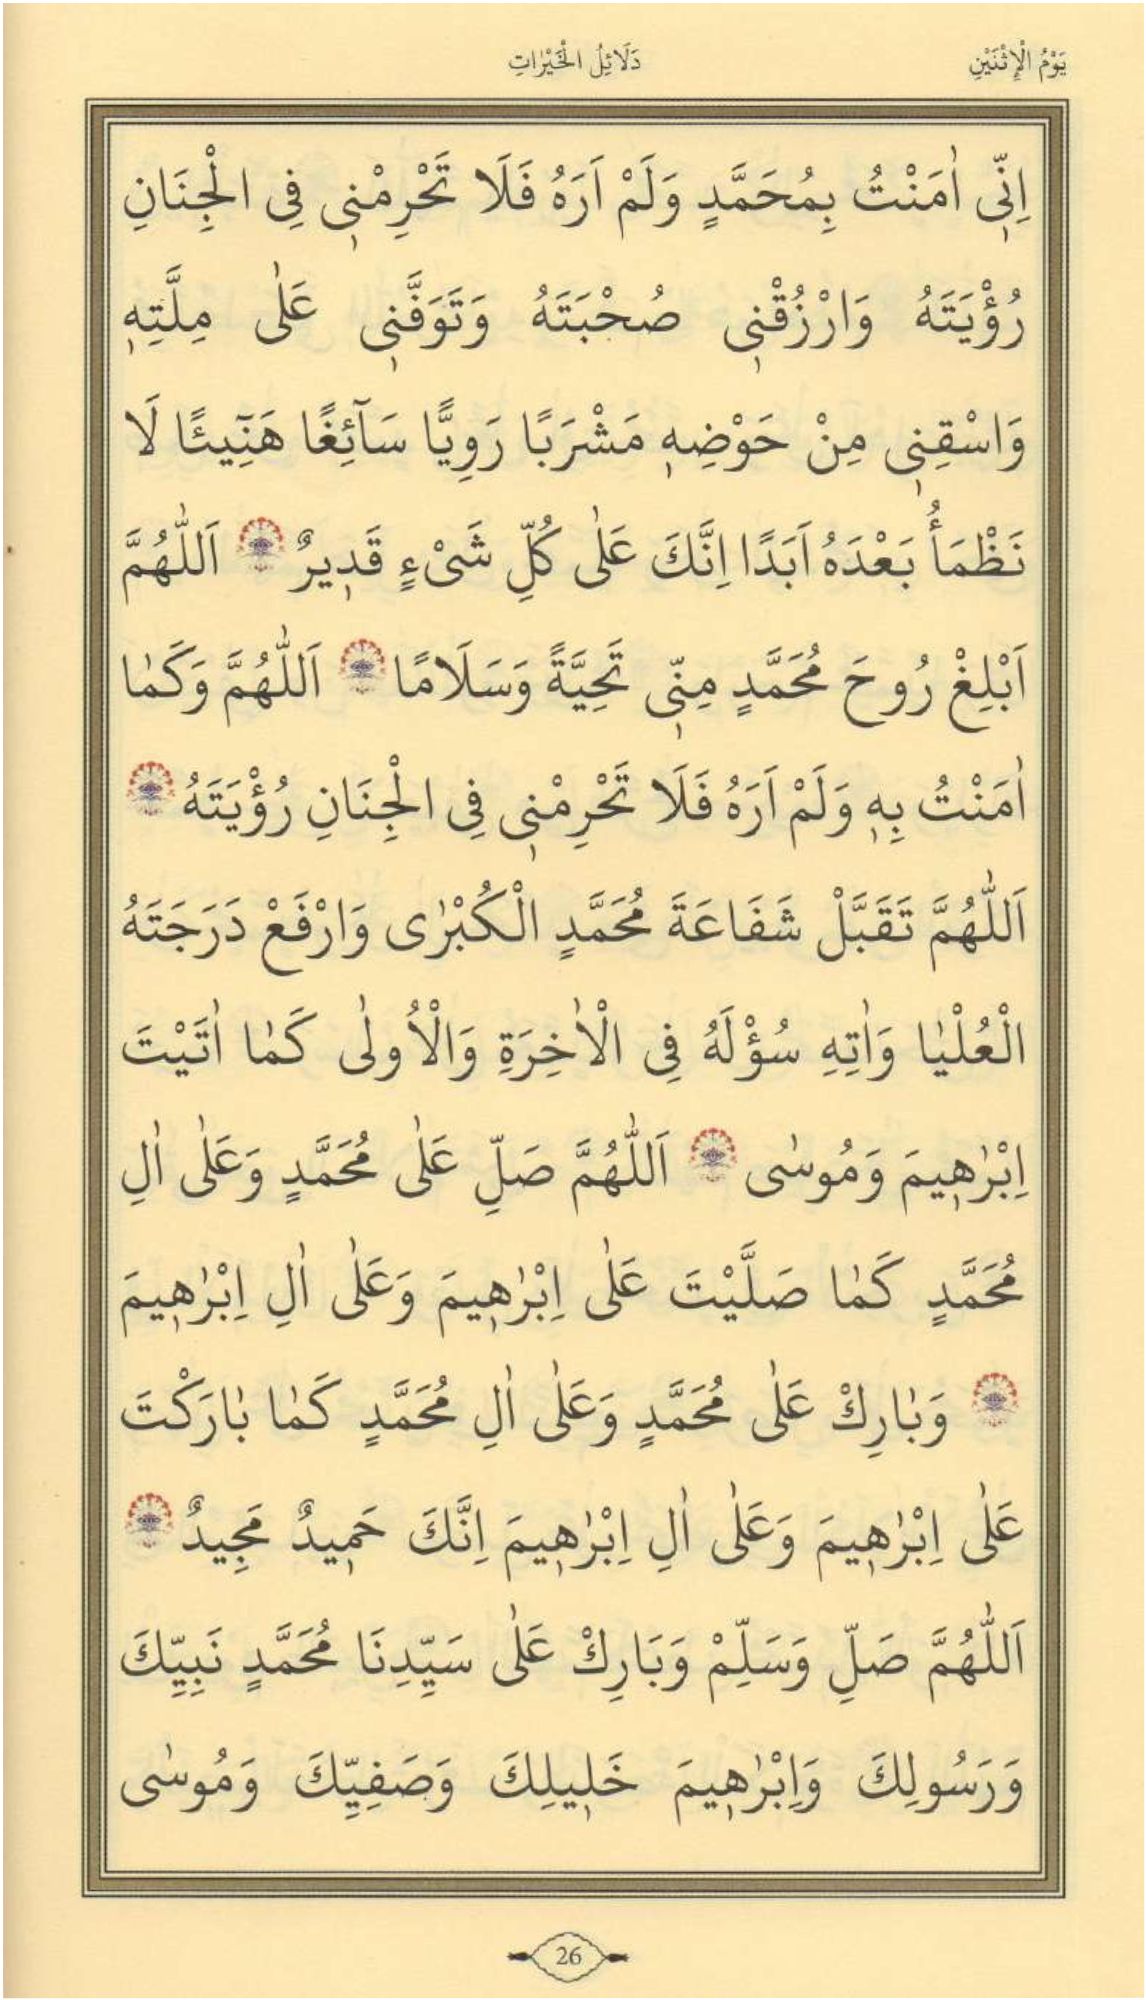 يَوْمُ الْإِثْنَيْنِ
دَلَائِلُ الْخَيْرَاتِ
اِنّٖي اٰمَنْتُ بِمُحَمَّدٍ وَلَمْ اَرَهُ فَلَا تَحْرِمْنٖي فِي الْجِنَانِ
رُؤْيَتَهُ وَارْزُقْنٖي صُحْبَتَهُ وَتَوَفَّنٖي عَلٰى مِلَّتِهٖ
وَاسْقِنٖي مِنْ حَوْضِهٖ مَشْرَبًا رَوِيًّا سَآئِغًا هَنٓيئًا لَا
نَظْمَأُ بَعْدَهُ اَبَدًا اِنَّكَ عَلٰى كُلِّ شَيْءٍ قَدٖيرٌ ۞ اَللّٰهُمَّ
اَبْلِغْ رُوحَ مُحَمَّدٍ مِنّٖي تَحِيَّةً وَسَلَامًا ۞ اَللّٰهُمَّ وَكَمٰا
اٰمَنْتُ بِهٖ وَلَمْ اَرَهُ فَلَا تَحْرِمْنٖي فِي الْجِنَانِ رُؤْيَتَهُ ۞
اَللّٰهُمَّ تَقَبَّلْ شَفَاعَةَ مُحَمَّدٍ الْكُبْرٰى وَارْفَعْ دَرَجَتَهُ
الْعُلْيٰا وَاٰتِهِ سُؤْلَهُ فِي الْاٰخِرَةِ وَالْاُولٰى كَمٰا اٰتَيْتَ
اِبْرٰهٖيمَ وَمُوسٰى ۞ اَللّٰهُمَّ صَلِّ عَلٰى مُحَمَّدٍ وَعَلٰى اٰلِ
مُحَمَّدٍ كَمٰا صَلَّيْتَ عَلٰى اِبْرٰهٖيمَ وَعَلٰى اٰلِ اِبْرٰهٖيمَ
۞ وَبٰارِكْ عَلٰى مُحَمَّدٍ وَعَلٰى اٰلِ مُحَمَّدٍ كَمٰا بٰارَكْتَ
عَلٰى اِبْرٰهٖيمَ وَعَلٰى اٰلِ اِبْرٰهٖيمَ اِنَّكَ حَمٖيدٌ مَجٖيدٌ ۞
اَللّٰهُمَّ صَلِّ وَسَلِّمْ وَبَارِكْ عَلٰى سَيِّدِنَا مُحَمَّدٍ نَبِيِّكَ
وَرَسُولِكَ وَاِبْرٰهٖيمَ خَلٖيلِكَ وَصَفِيِّكَ وَمُوسٰى
26